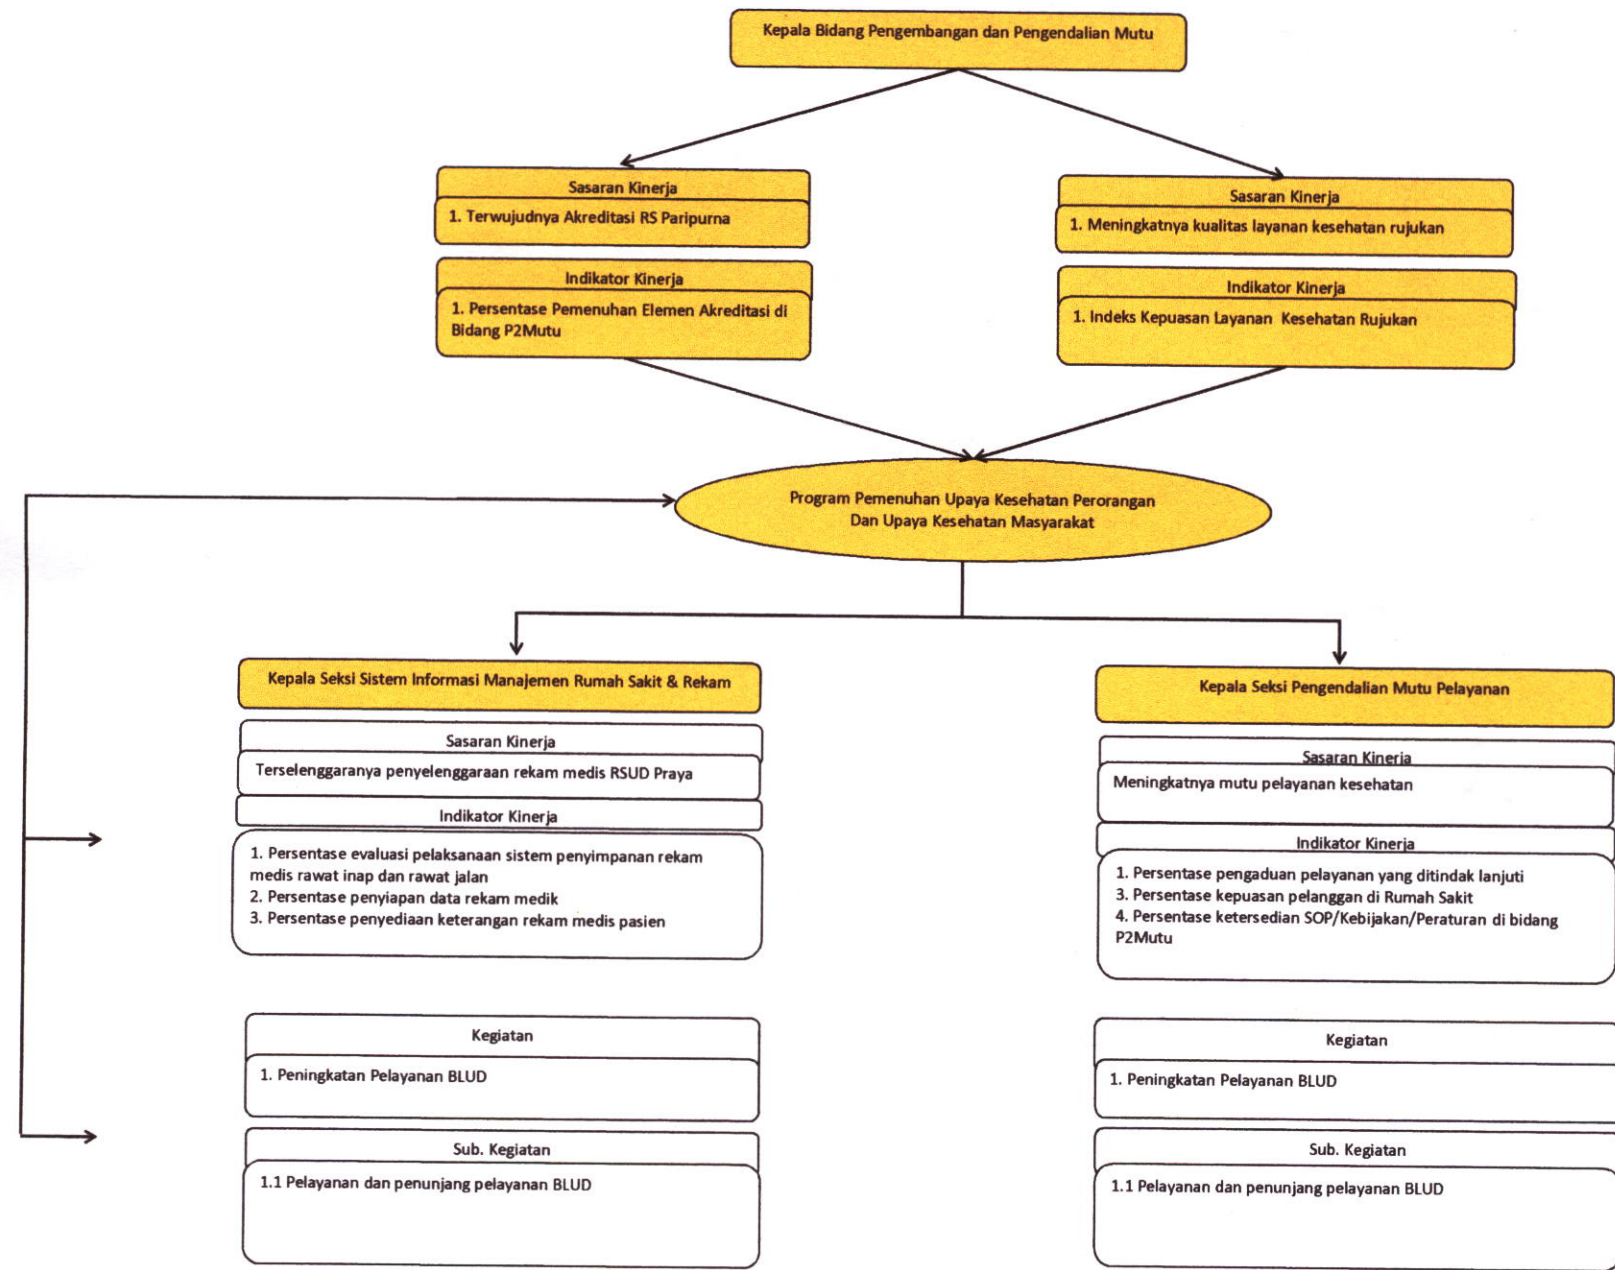 Kepala Bidang Pengembangan dan Pengendalian Mutu
Sasaran Kinerja
1. Terwujudnya Akreditasi RS Paripurna
Indikator Kinerja
1. Persentase Pemenuhan Elemen Akreditasi di
Bidang P2Mutu
Sasaran Kinerja
1. Meningkatnya kualitas layanan kesehatan rujukan
Indikator Kinerja
1. Indeks Kepuasan Layanan Kesehatan Rujukan
Program Pemenuhan Upaya Kesehatan Perorangan
Dan Upaya Kesehatan Masyarakat
Kepala Seksi Sistem Informasi Manajemen Rumah Sakit & Rekam
Sasaran Kinerja
Terselenggaranya penyelenggaraan rekam medis RSUD Praya
Indikator Kinerja
1. Persentase evaluasi pelaksanaan sistem penyimpanan rekam
medis rawat inap dan rawat jalan
2. Persentase penyiapan data rekam medik
3. Persentase penyediaan keterangan rekam medis pasien
Kegiatan
1. Peningkatan Pelayanan BLUD
Sub. Kegiatan
1.1 Pelayanan dan penunjang pelayanan BLUD
Kepala Seksi Pengendalian Mutu Pelayanan
Sasaran Kinerja
Meningkatnya mutu pelayanan kesehatan
Indikator Kinerja
1. Persentase pengaduan pelayanan yang ditindak lanjuti
3. Persentase kepuasan pelanggan di Rumah Sakit
4. Persentase ketersedian SOP/Kebijakan/Peraturan di bidang
P2Mutu
Kegiatan
1. Peningkatan Pelayanan BLUD
Sub. Kegiatan
1.1 Pelayanan dan penunjang pelayanan BLUD